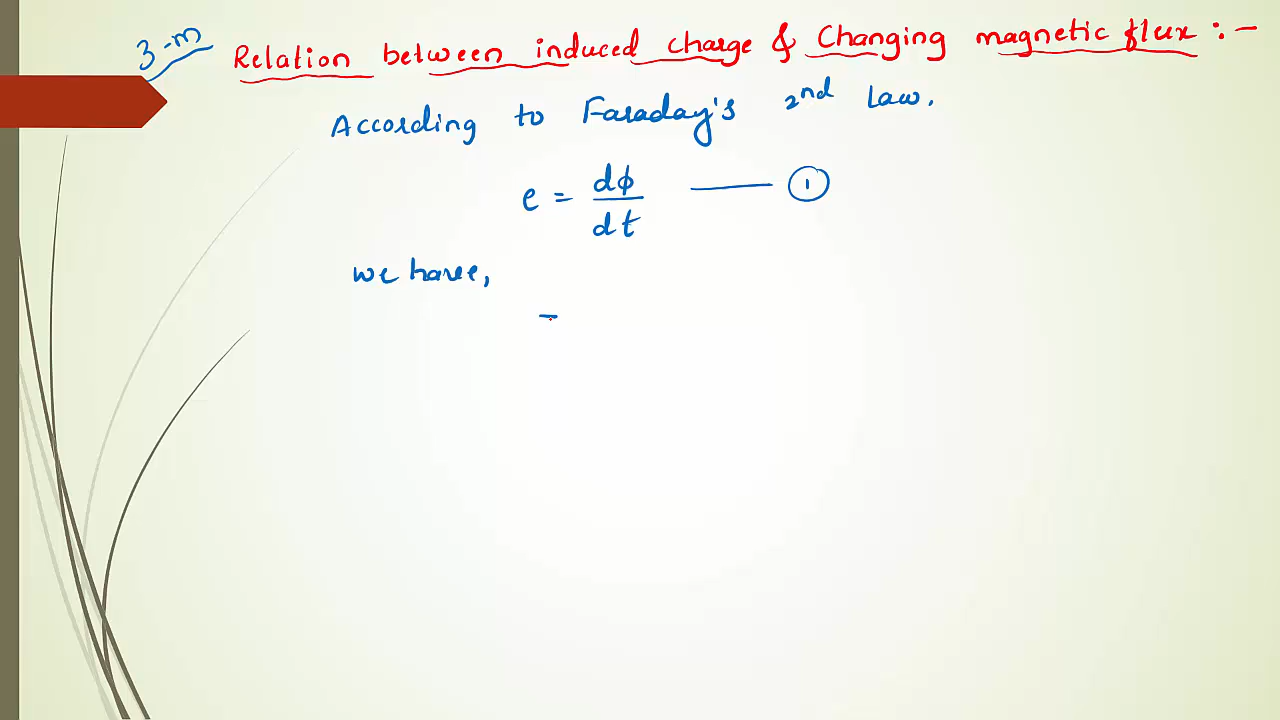 3-m Relation between induced charge & Changing magnetic flux :-
According to Faraday's 2nd Law.
e = dϕ/dt —— ①
we have,